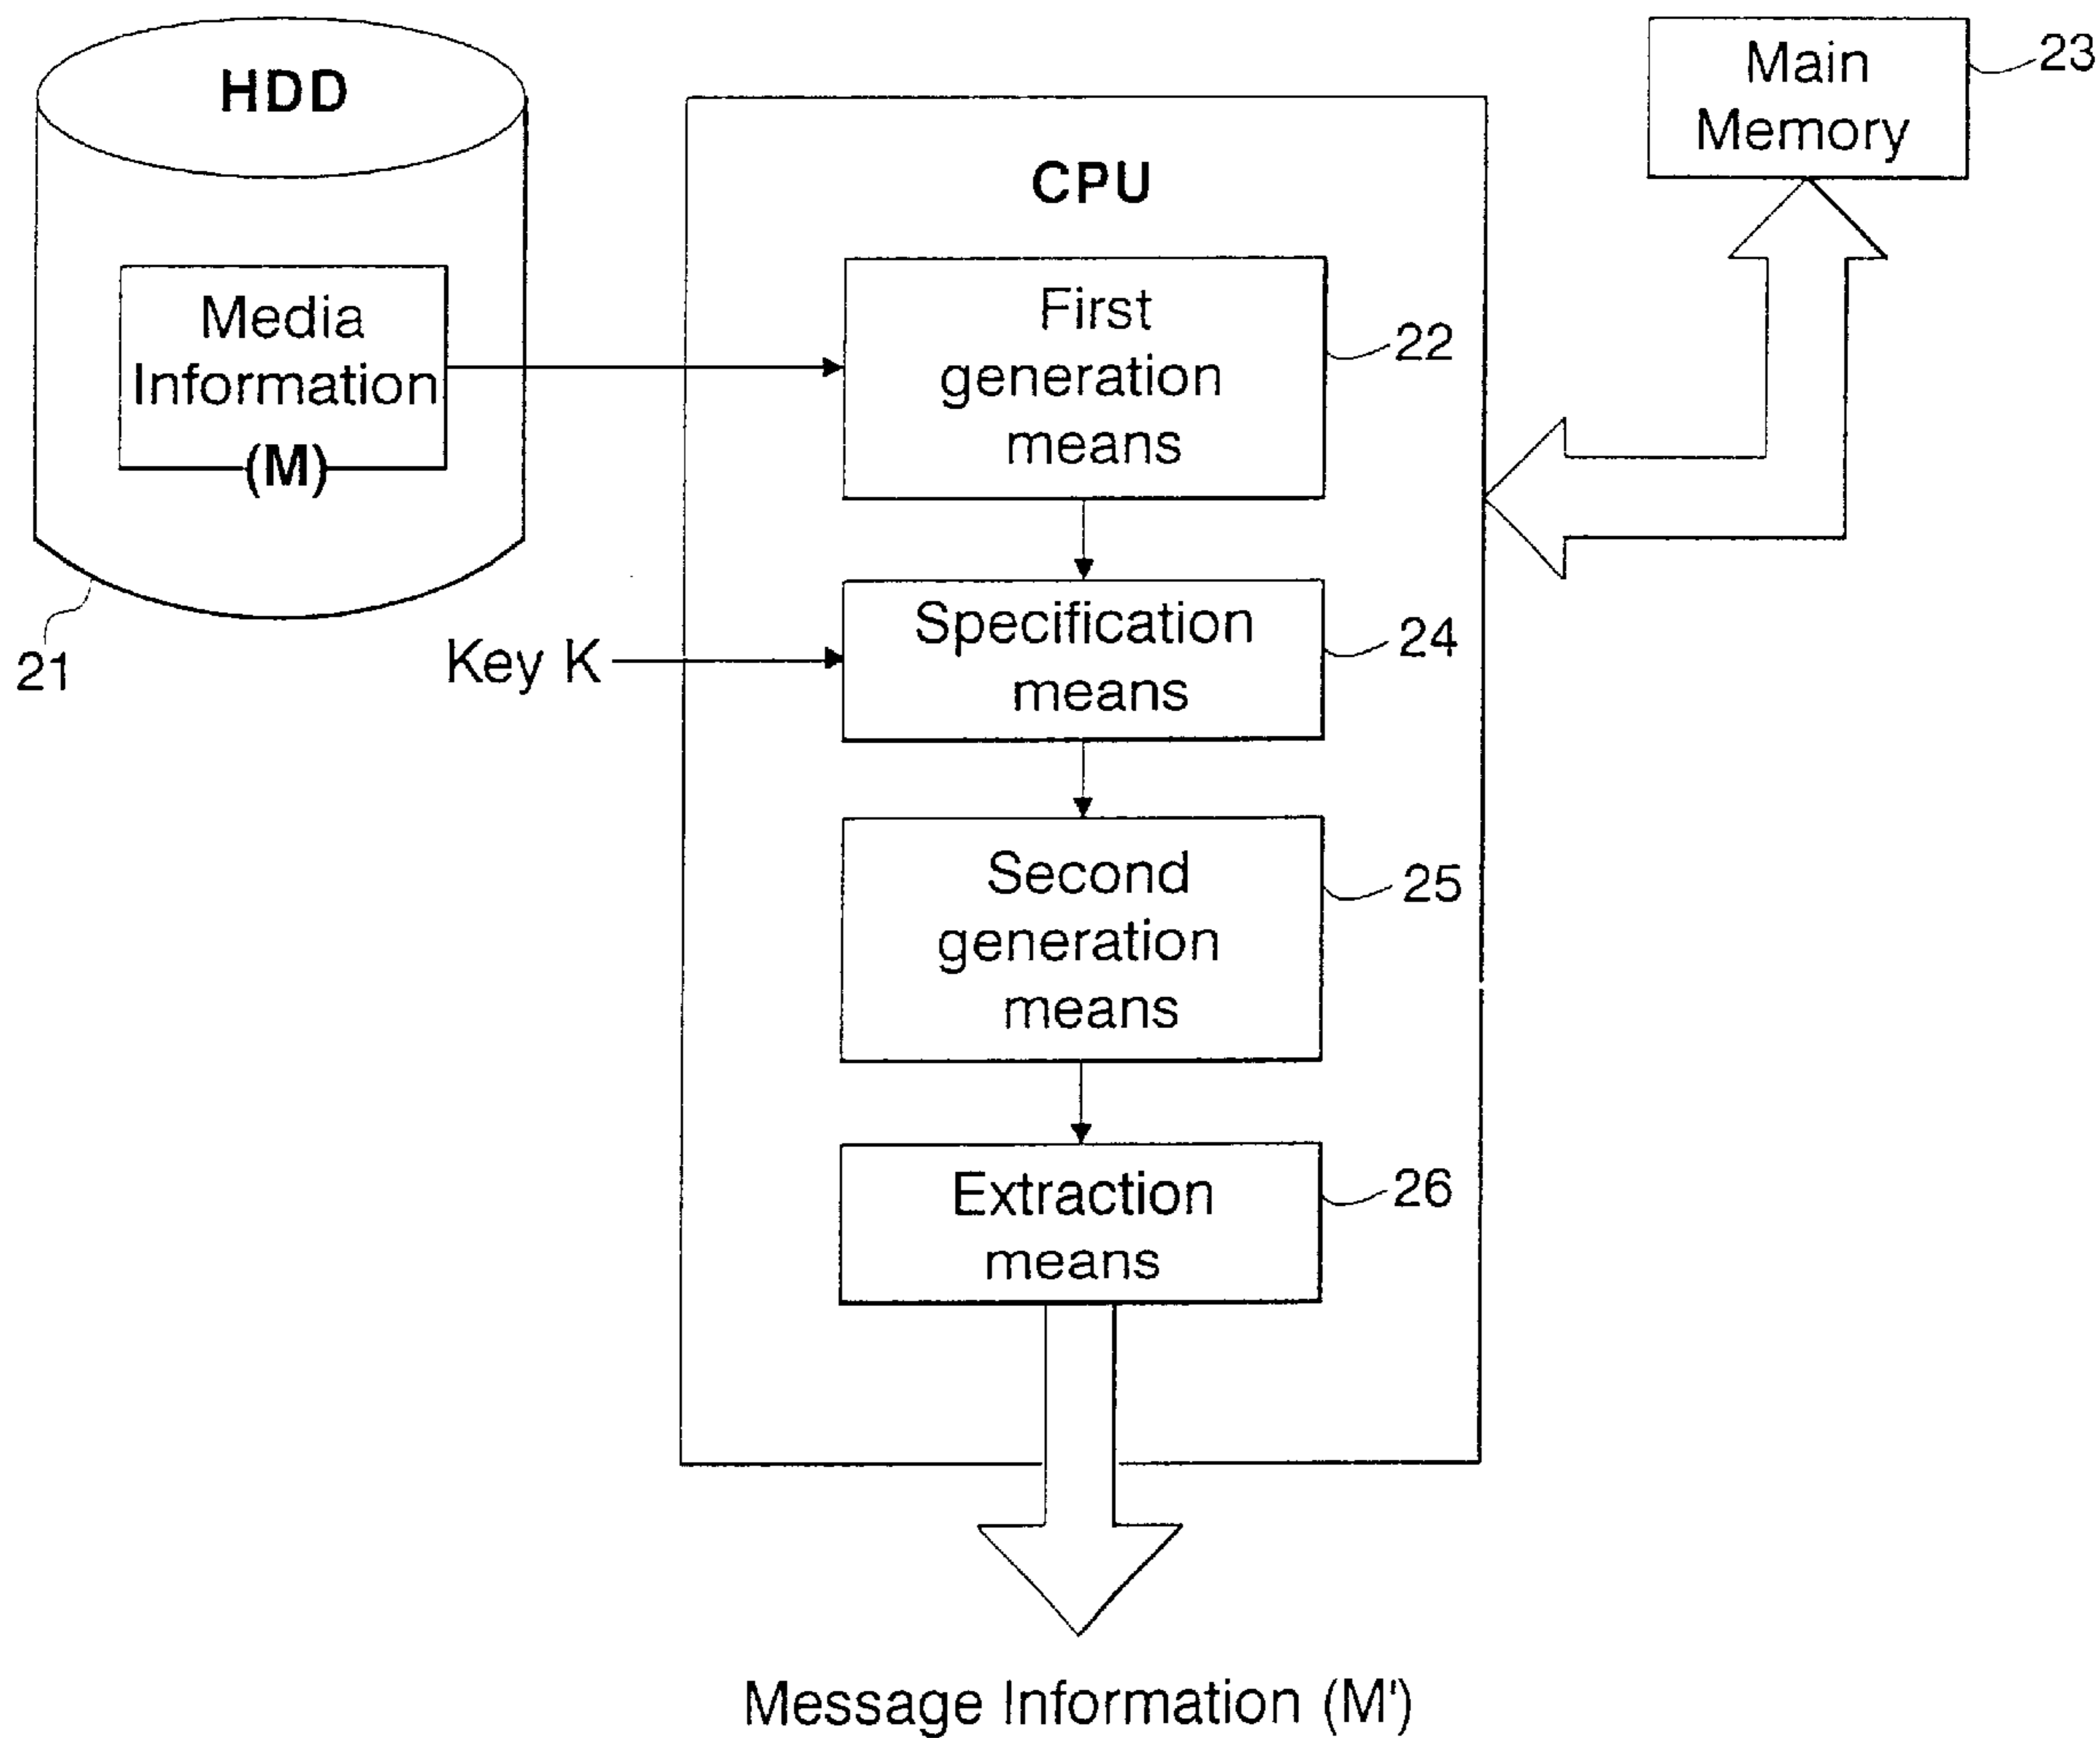 HDD
Media
Information
(M)
21
Main
Memory
23
CPU
First
generation
means
22
Key K
Specification
means
24
Second
generation
means
25
Extraction
means
26
Message Information (M')